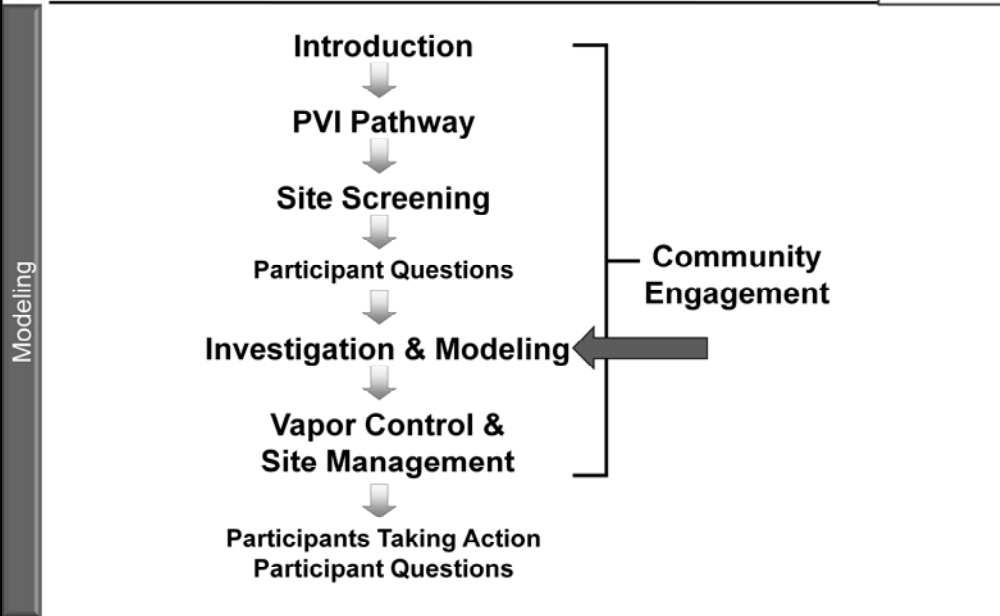 Modeling
Introduction
PVI Pathway
Site Screening
Participant Questions
Investigation & Modeling
Vapor Control &
Site Management
Participants Taking Action
Participant Questions
Community
Engagement